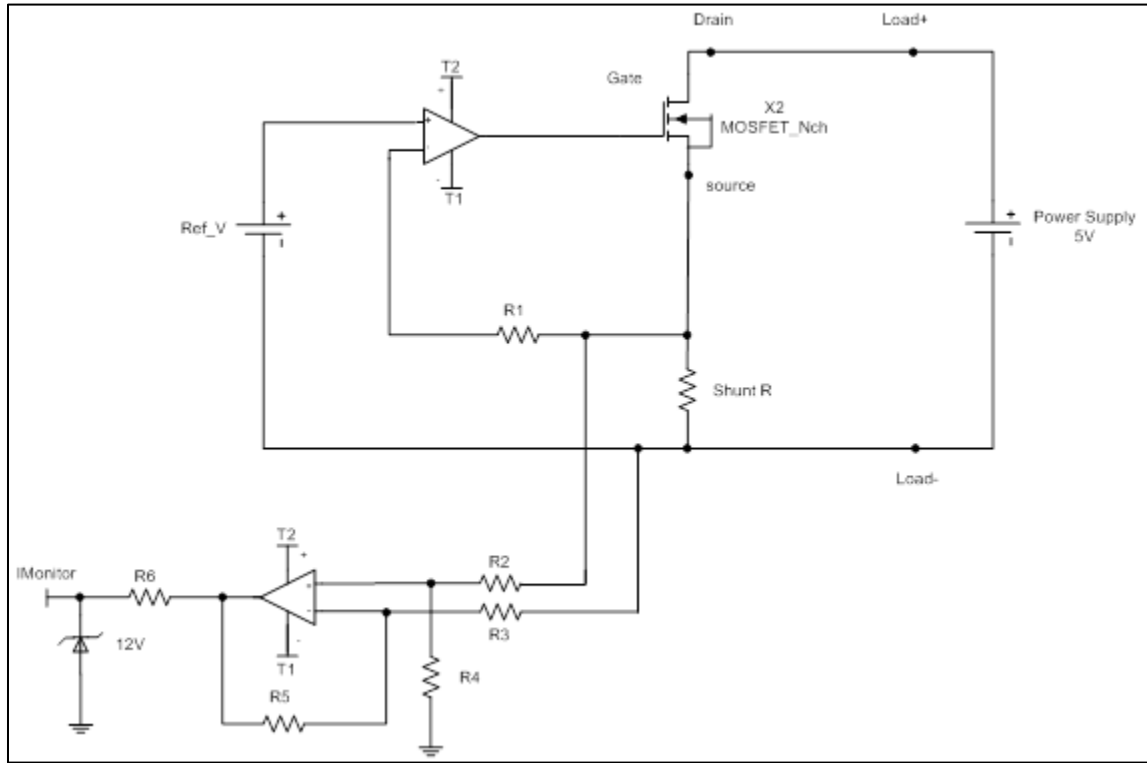 Drain
Load+
T2
+
Gate
X2
MOSFET_Nch
+
-
-
T1
source
Ref_V
+
Power Supply
5V
+
R1
Shunt R
Load-
T2
+
IMonitor
R6
R2
+
-
R3
12V
-
T1
R4
R5